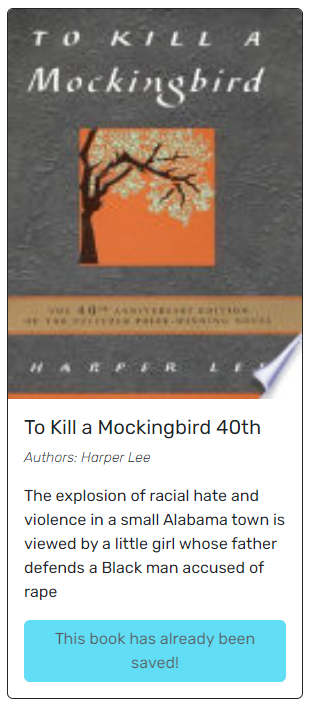 TO KILL A
Mockingbird
THE 40TH ANNIVERSARY EDITION
OF THE PULITZER PRIZE-WINNING NOVEL
HARPER LEE
To Kill a Mockingbird 40th
Authors: Harper Lee
The explosion of racial hate and
violence in a small Alabama town is
viewed by a little girl whose father
defends a Black man accused of
rape
This book has already been
saved!